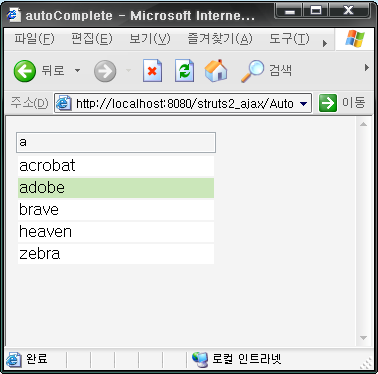 autoComplete - Microsoft Interne...
파일(F) 편집(E) 보기(V) 즐겨찾기(A) 도구(T)
뒤로 검색
주소(D) http://localhost:8080/struts2_ajax/Auto 이동
a
acrobat
adobe
brave
heaven
zebra
완료 로컬 인트라넷